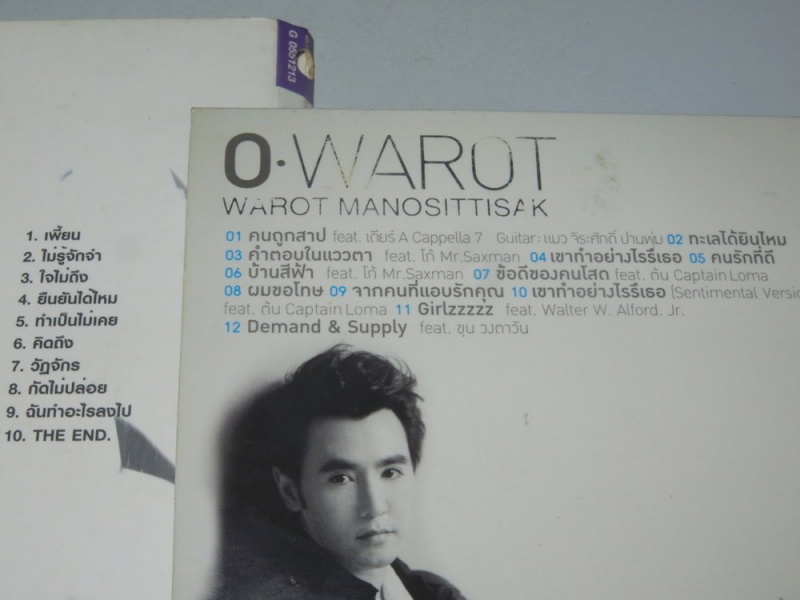 G 0551213
1. เพี้ยน
2. ไม่รู้จักจำ
3. ใจไม่ถึง
4. ยืนยันได้ไหม
5. ทำเป็นไม่เคย
6. คิดถึง
7. วัฏจักร
8. กัดไม่ปล่อย
9. ฉันทำอะไรลงไป
10. THE END.
O·WAROT
WAROT MANOSITTISAK
01 คนถูกสาป feat. เดียร์ A Cappella 7 Guitar : แมว จิระศักดิ์ ปานพุ่ม 02 ทะเลได้ยินไหม
03 คำตอบในแววตา feat. โก้ Mr.Saxman 04 เขาทำอย่างไรรึเธอ 05 คนรักที่ดี
06 บ้านสีฟ้า feat. โก้ Mr.Saxman 07 ข้อดีของคนโสด feat. ตัน Captain Loma
08 ผมขอโทษ 09 จากคนที่แอบรักคุณ 10 เขาทำอย่างไรรึเธอ (Sentimental Versio
feat. ตัน Captain Loma 11 Girlzzzzz feat. Walter W. Alford, Jr.
12 Demand & Supply feat. ขุน วงตาวัน